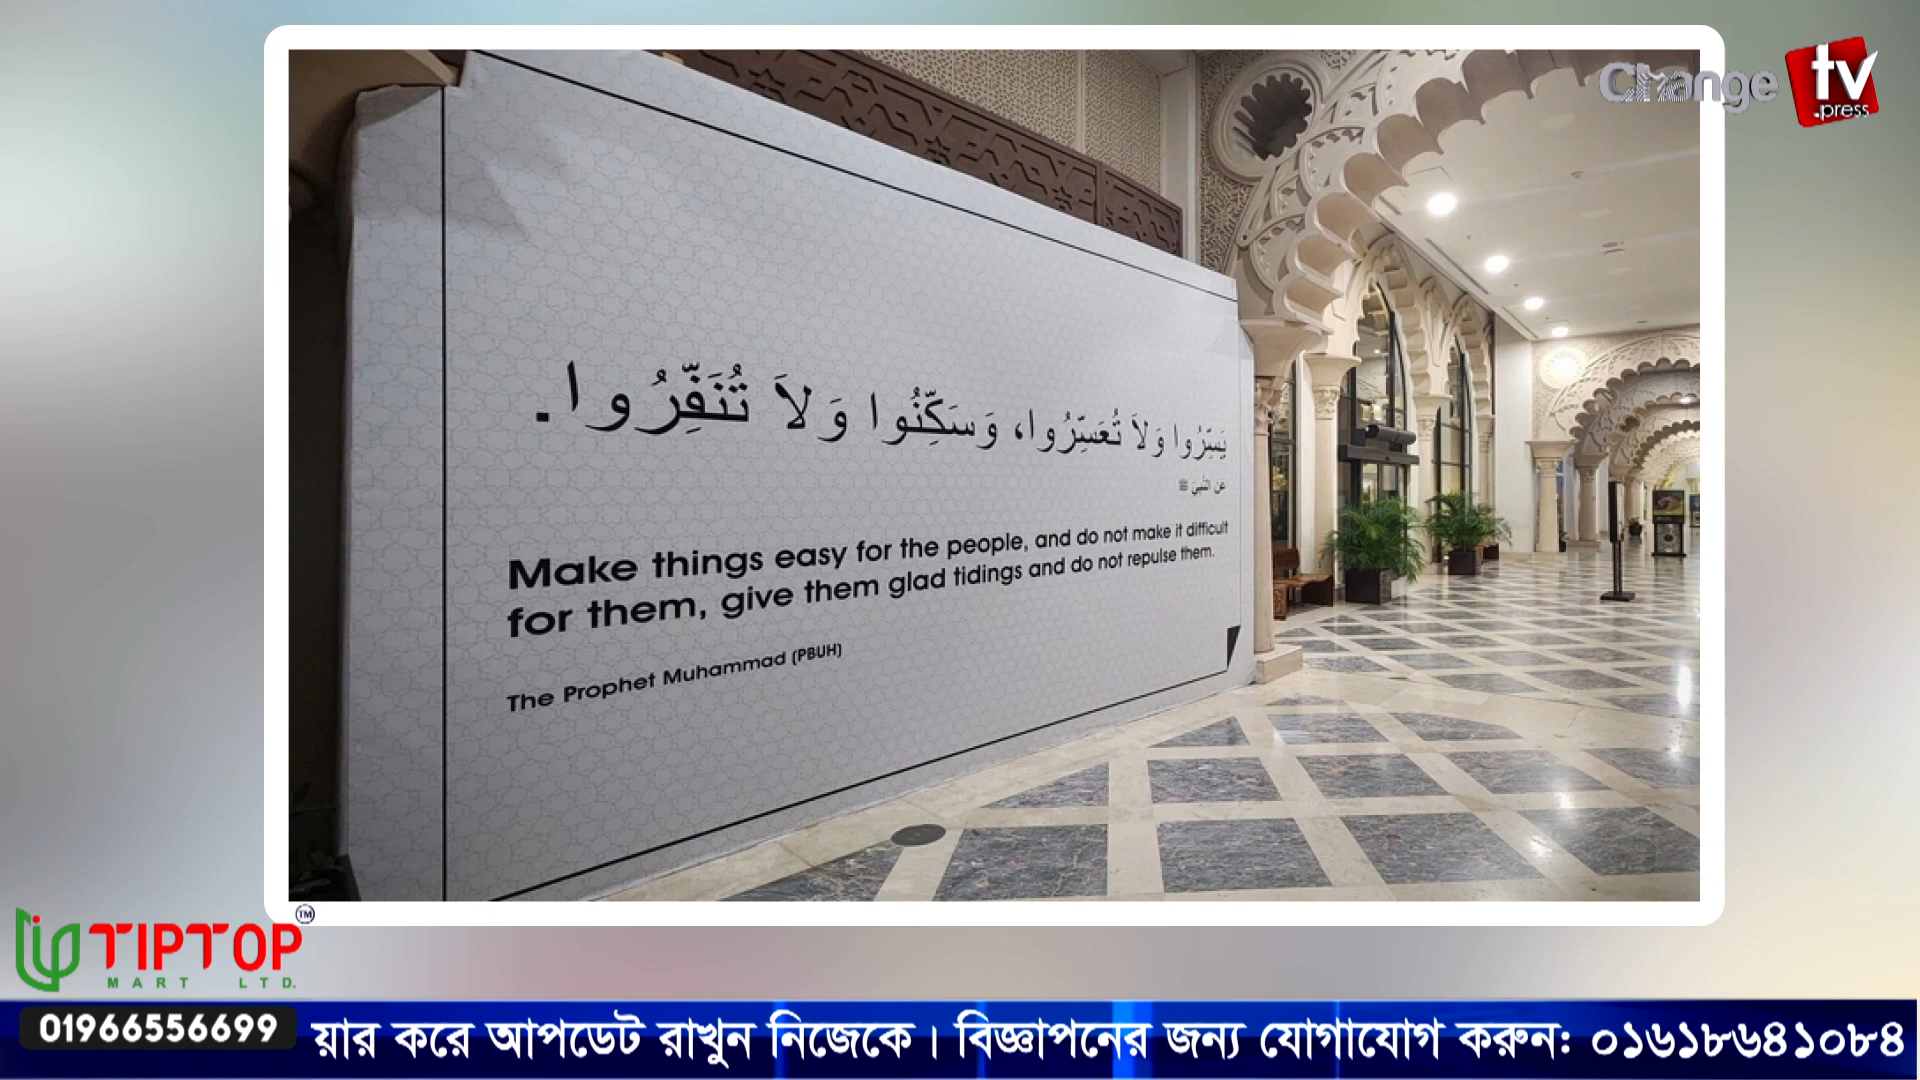 Change tv
.press
يَسِّرُوا وَلاَ تُعَسِّرُوا، وَسَكِّنُوا وَلاَ تُنَفِّرُوا.
عن النَّبِيّ ﷺ
Make things easy for the people, and do not make it difficult
for them, give them glad tidings and do not repulse them.
The Prophet Muhammad (PBUH)
TM
TIPTOP
MART LTD.
01966556699
য়ার করে আপডেট রাখুন নিজেকে। বিজ্ঞাপনের জন্য যোগাযোগ করুন: ০১৬১৮৬৪১০৮৪